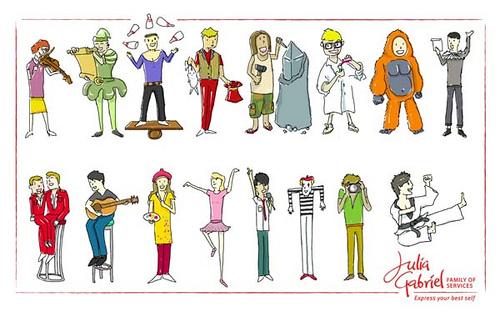 Julia
Gabriel FAMILY OF
SERVICES
Express your best self